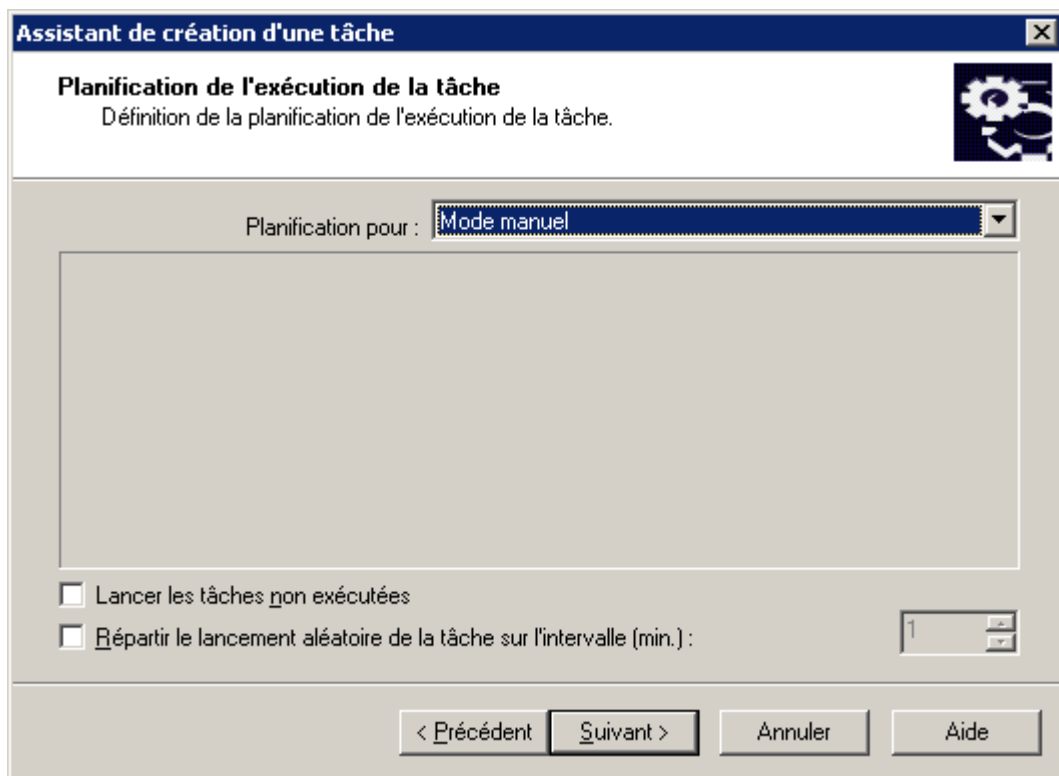 Assistant de création d'une tâche
Planification de l'exécution de la tâche
Définition de la planification de l'exécution de la tâche.
Planification pour : Mode manuel
Lancer les tâches non exécutées
Répartir le lancement aléatoire de la tâche sur l'intervalle (min.) : 1
< Précédent Suivant > Annuler Aide